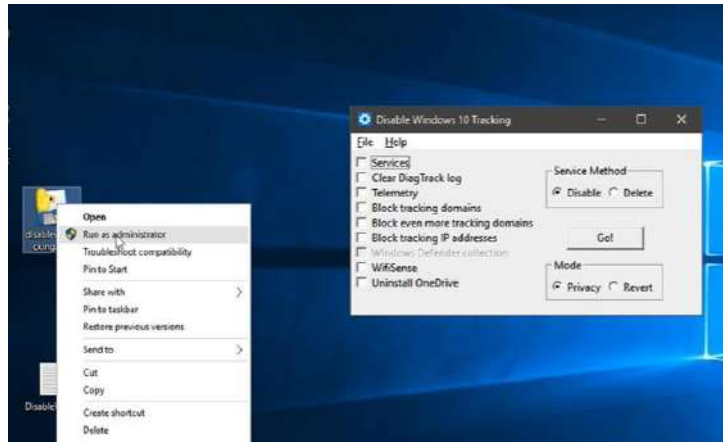 Disable Windows 10 Tracking
File Help
Services
Clear DiagTrack log
Telemetry
Block tracking domains
Block even more tracking domains
Block tracking IP addresses
Windows Defender collection
WifiSense
Uninstall OneDrive
Service Method
Disable Delete
Go!
Mode
Privacy Revert
Open
Run as administrator
Troubleshoot compatibility
Pin to Start
Share with
Pin to taskbar
Restore previous versions
Send to
Cut
Copy
Create shortcut
Delete